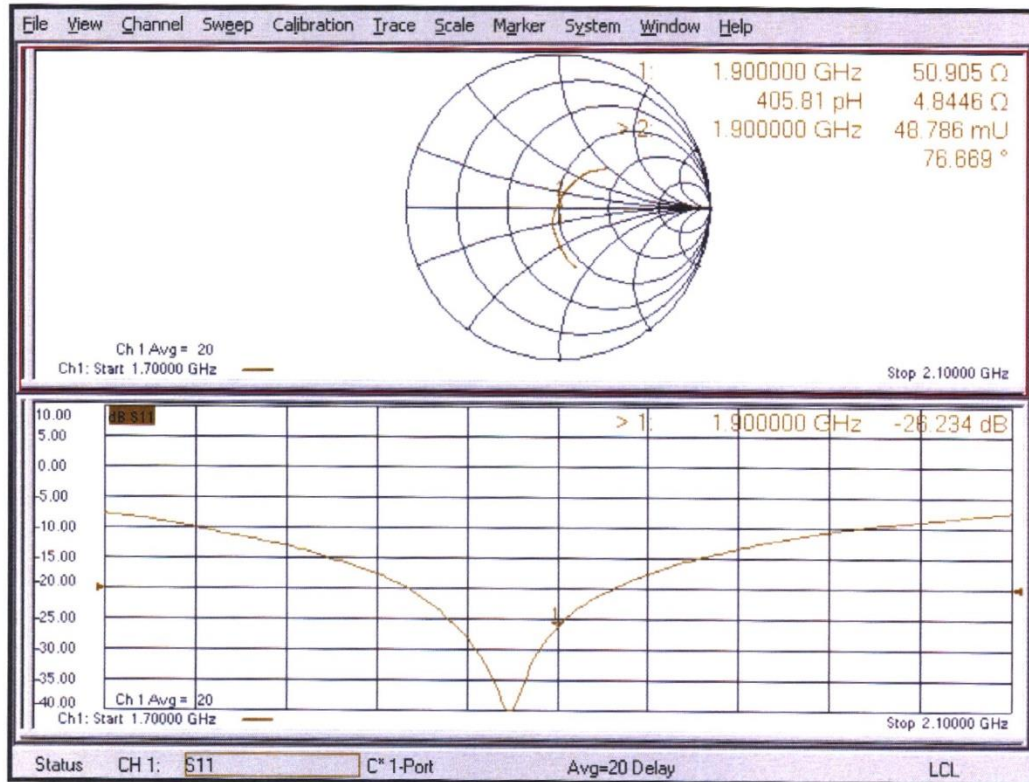 File View Channel Sweep Calibration Trace Scale Marker System Window Help
1: 1.900000 GHz 50.905 Ω
405.81 pH 4.8446 Ω
> 2: 1.900000 GHz 48.786 mU
76.669 °
Ch 1 Avg = 20
Ch1: Start 1.70000 GHz
Stop 2.10000 GHz
dB S11
> 1: 1.900000 GHz -26.234 dB
10.00
5.00
0.00
-5.00
-10.00
-15.00
-20.00
-25.00
-30.00
-35.00
-40.00
1
Ch 1 Avg = 20
Ch1: Start 1.70000 GHz
Stop 2.10000 GHz
Status CH 1: S11 C* 1-Port Avg=20 Delay LCL